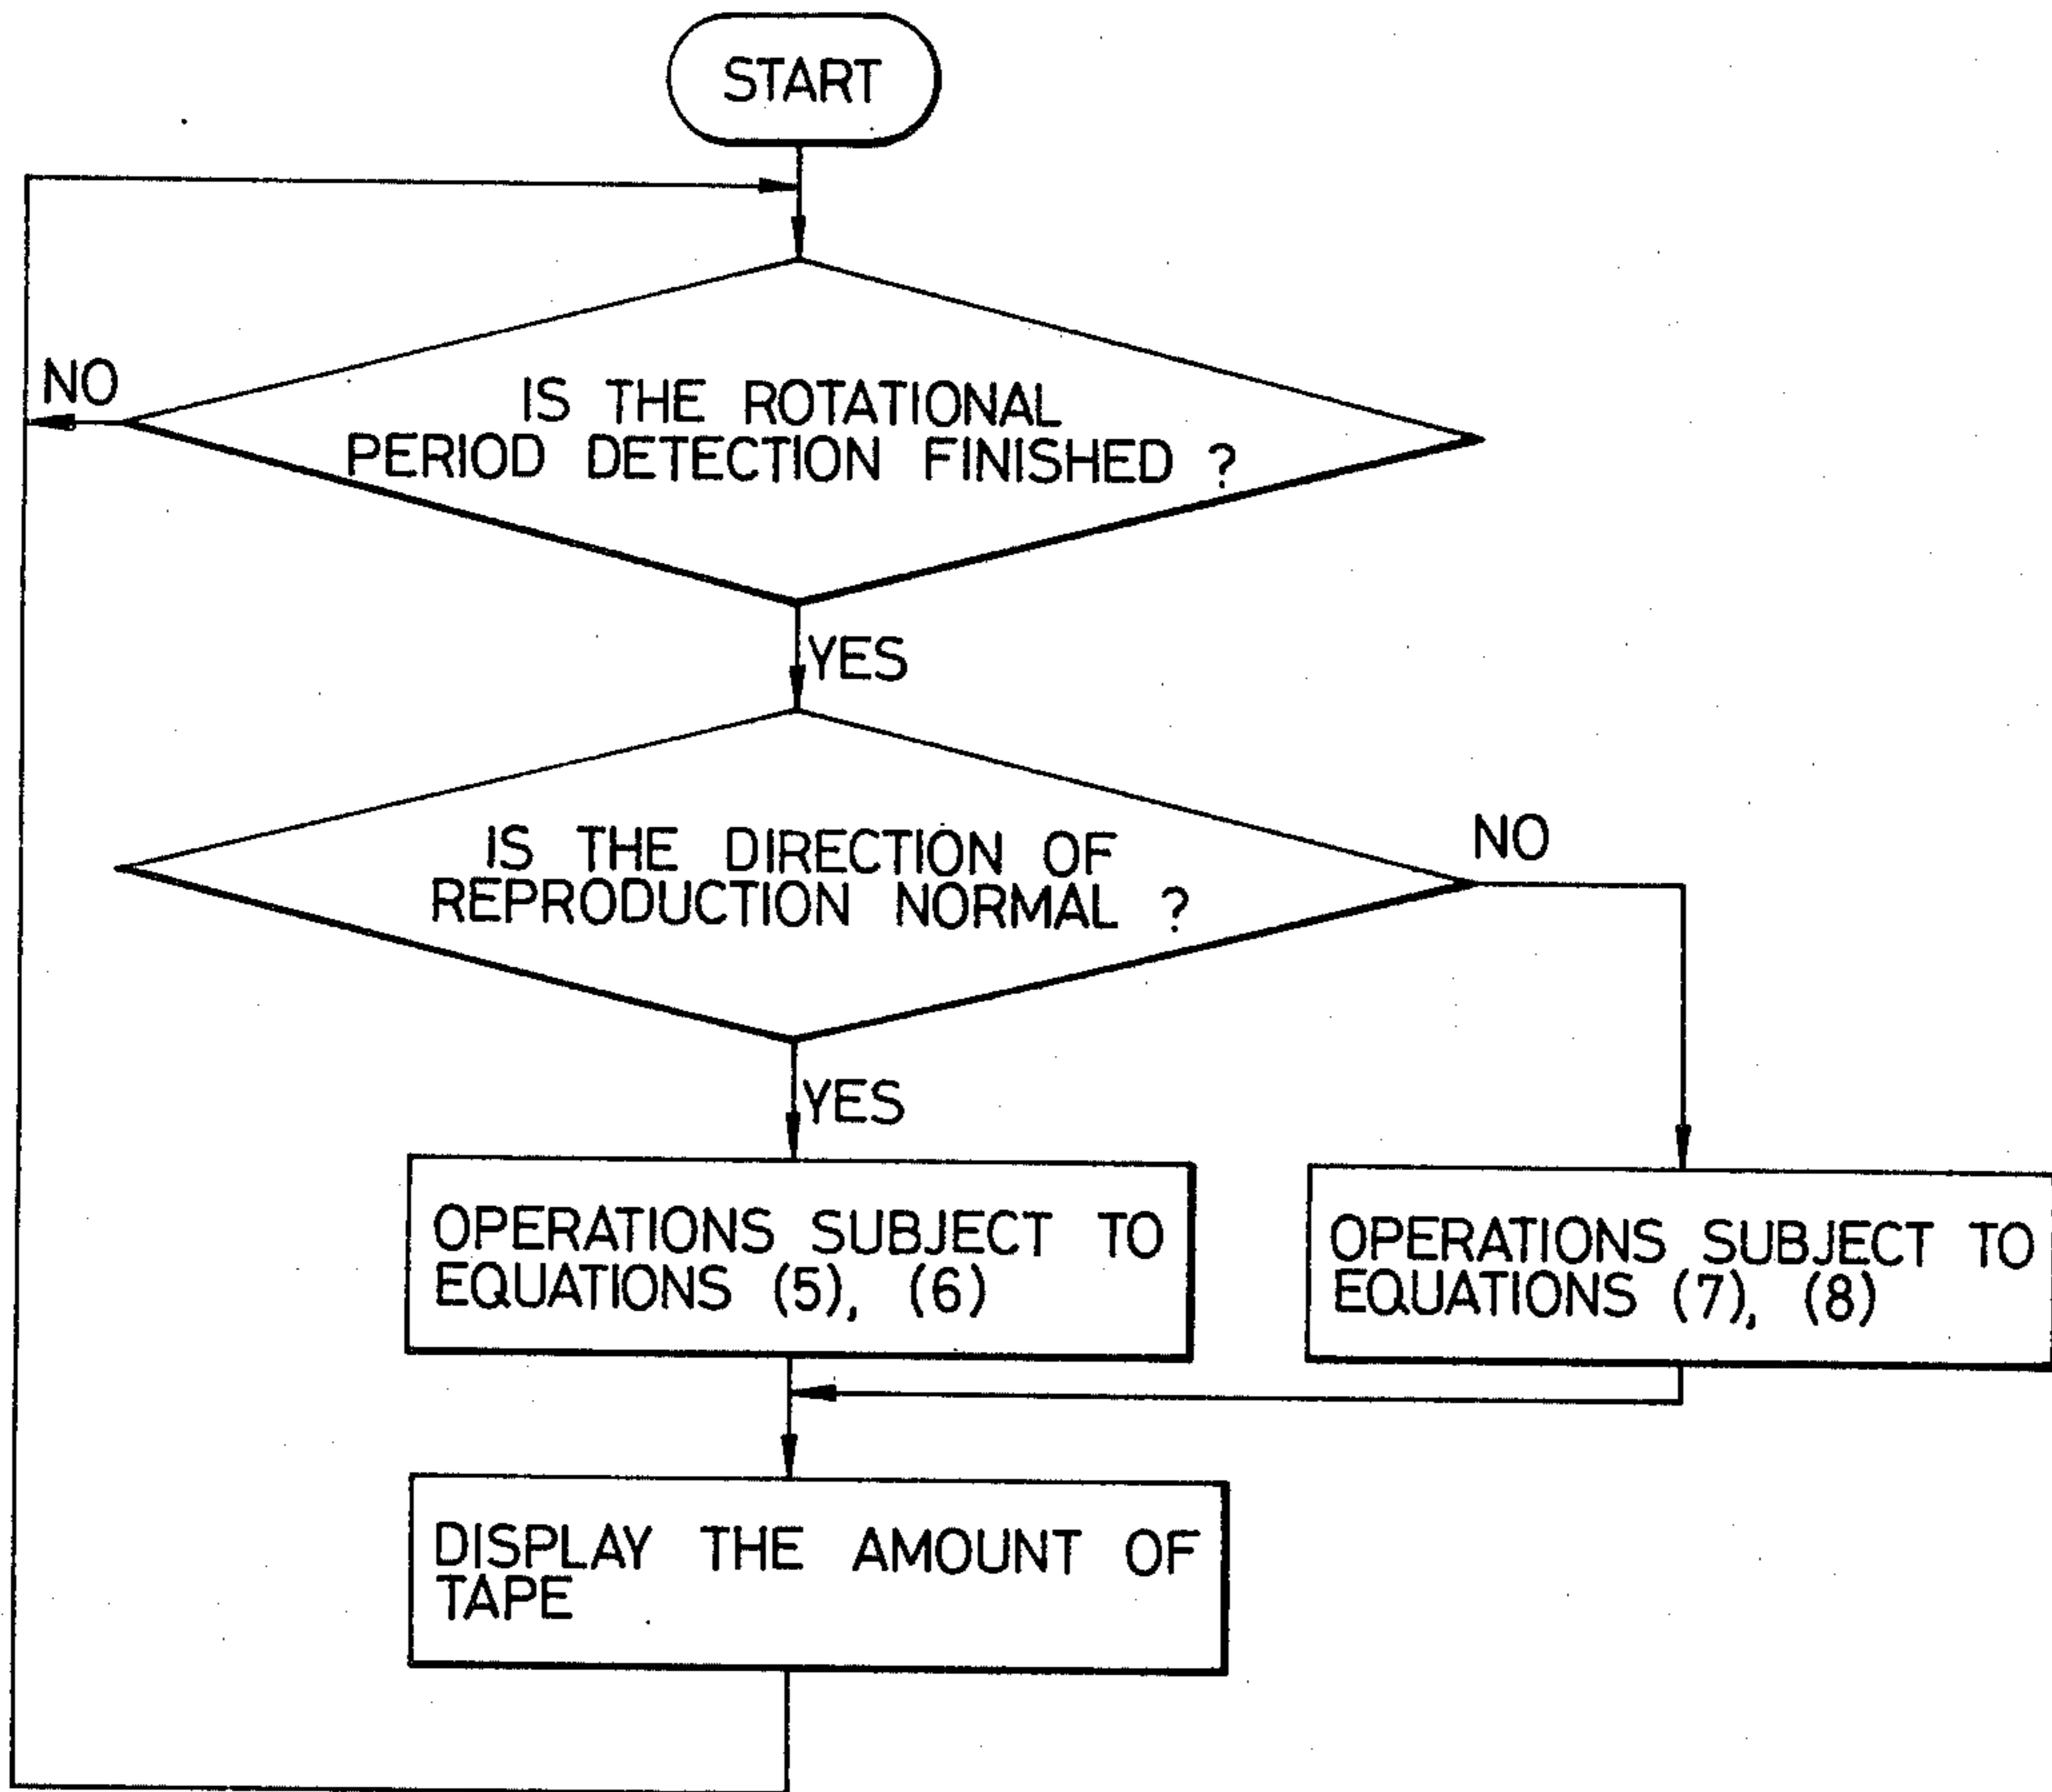 START
NO
IS THE ROTATIONAL
PERIOD DETECTION FINISHED ?
YES
IS THE DIRECTION OF
REPRODUCTION NORMAL ?
NO
YES
OPERATIONS SUBJECT TO
EQUATIONS (5), (6)
OPERATIONS SUBJECT TO
EQUATIONS (7), (8)
DISPLAY THE AMOUNT OF
TAPE